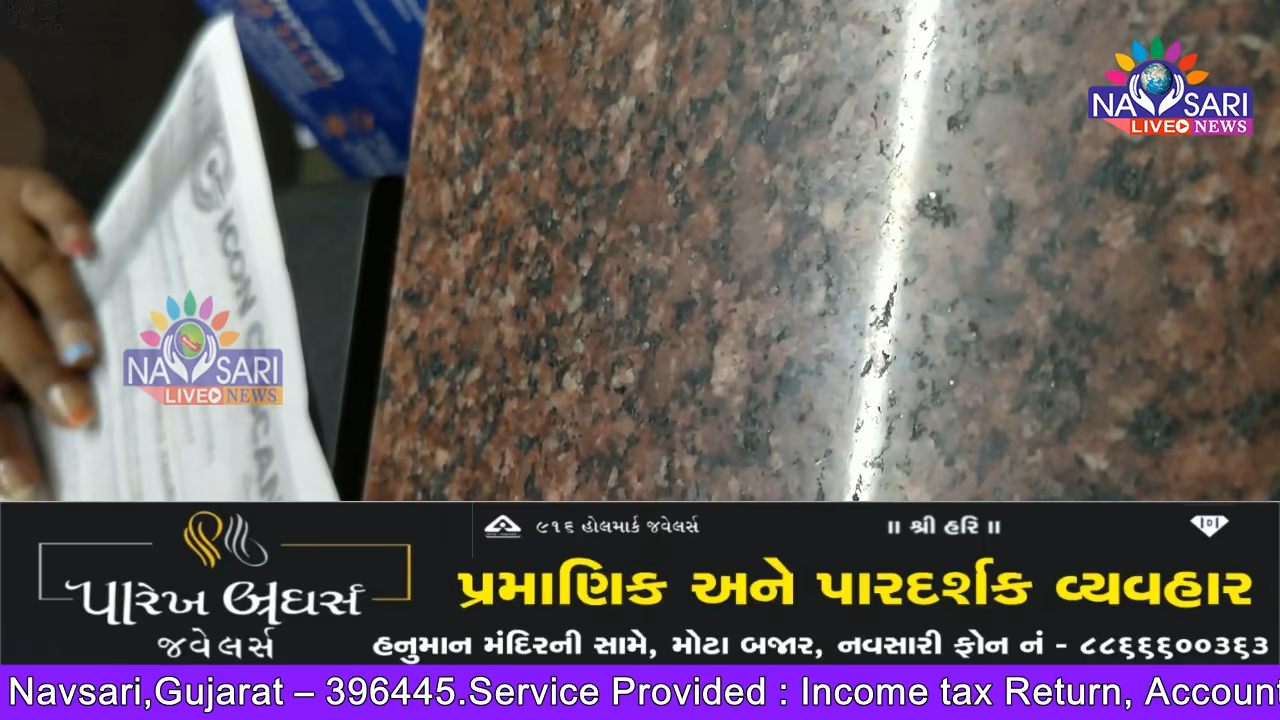 NAVSARI
LIVE NEWS
ICON
NAVSARI
LIVE NEWS
પારેખ બ્રધર્સ
જવેલર્સ
૯૧૬ હોલમાર્ક જવેલર્સ
॥ શ્રી હરિ ॥
પ્રમાણિક અને પારદર્શક વ્યવહાર
હનુમાન મંદિરની સામે, મોટા બજાર, નવસારી ફોન નં - ૮૮૬૬૬૦૦૩૬૩
Navsari,Gujarat – 396445.Service Provided : Income tax Return, Account